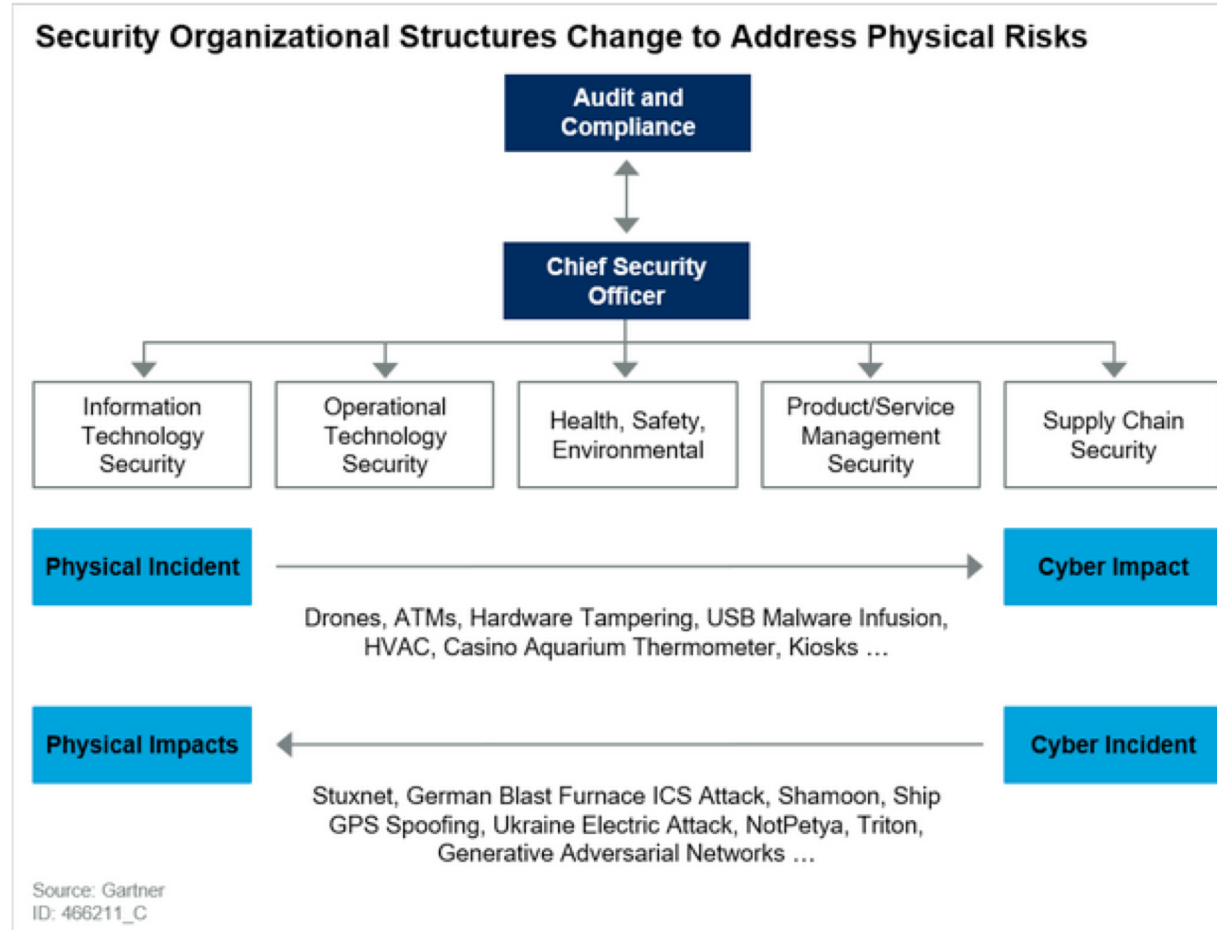 Security Organizational Structures Change to Address Physical Risks
Audit and
Compliance
Chief Security
Officer
Information
Technology
Security
Operational
Technology
Security
Health, Safety,
Environmental
Product/Service
Management
Security
Supply Chain
Security
Physical Incident
Cyber Impact
Drones, ATMs, Hardware Tampering, USB Malware Infusion,
HVAC, Casino Aquarium Thermometer, Kiosks ...
Physical Impacts
Cyber Incident
Stuxnet, German Blast Furnace ICS Attack, Shamoon, Ship
GPS Spoofing, Ukraine Electric Attack, NotPetya, Triton,
Generative Adversarial Networks ...
Source: Gartner
ID: 466211_C